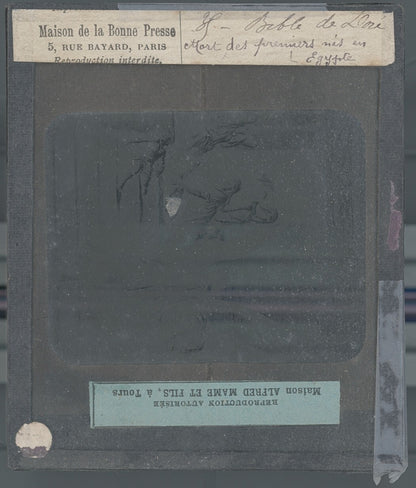 Maison de la Bonne Presse
5, RUE BAYARD, PARIS
Reproduction interdite.
Bible de Doré
Mort des premiers nés en
Egypte
REPRODUCTION AUTORISÉE
Maison ALFRED MAME ET FILS, à Tours